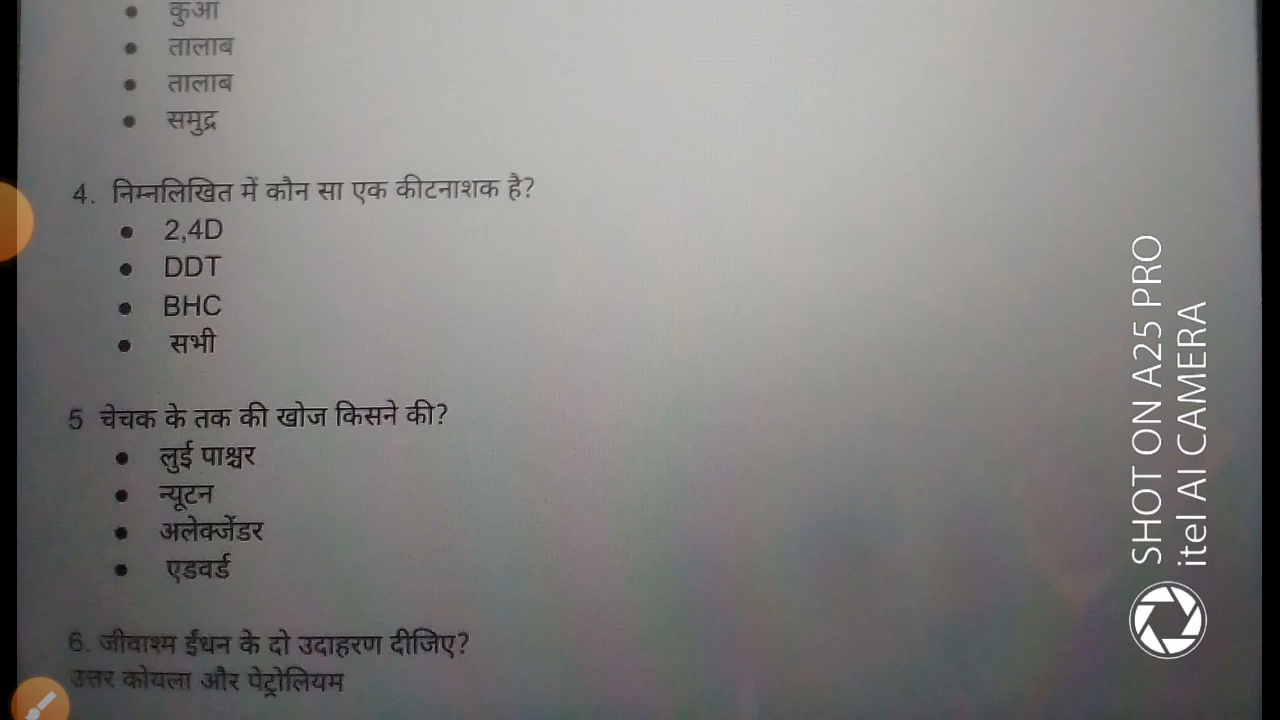 • कुआ
• तालाब
• तालाब
• समुद्र
4. निम्नलिखित में कौन सा एक कीटनाशक है?
• 2,4D
• DDT
• BHC
• सभी
5 चेचक के तक की खोज किसने की?
• लुई पाश्चर
• न्यूटन
• अलेक्जेंडर
• एडवर्ड
6. जीवाश्म ईंधन के दो उदाहरण दीजिए?
उत्तर कोयला और पेट्रोलियम
SHOT ON A25 PRO
itel AI CAMERA